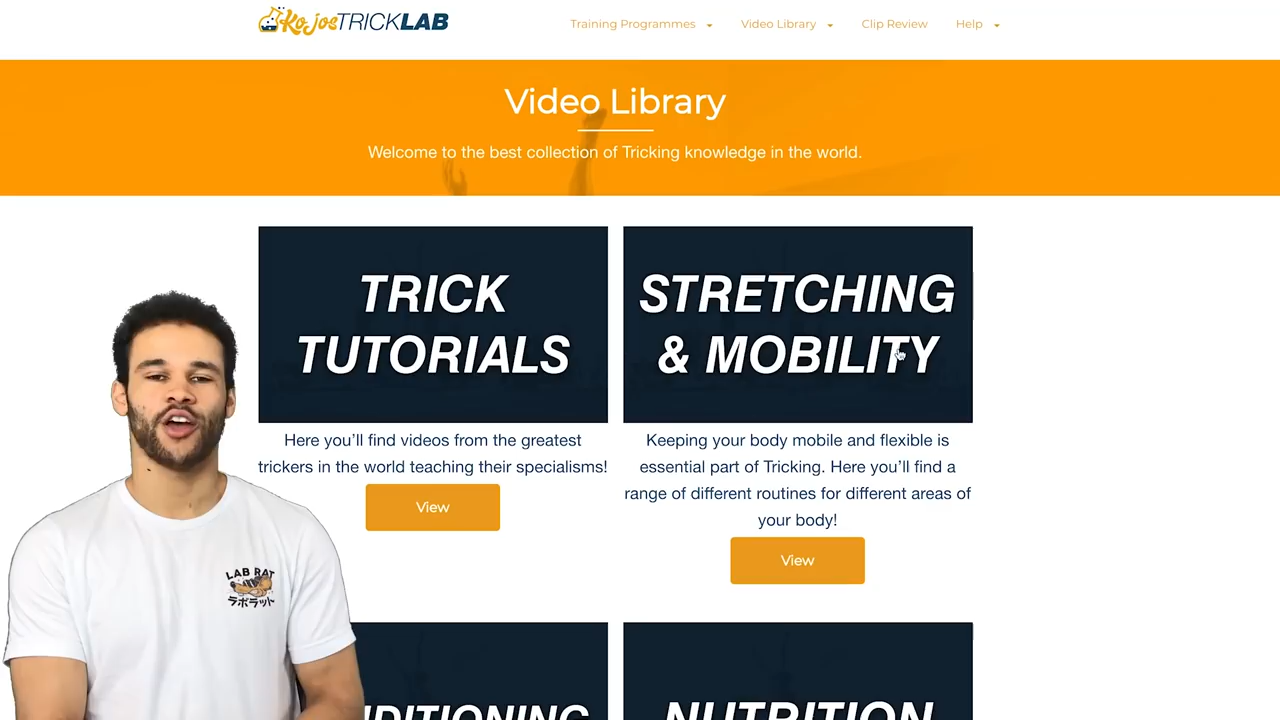 Kojos TRICKLAB
Training Programmes
Video Library
Clip Review
Help
Video Library
Welcome to the best collection of Tricking knowledge in the world.
TRICK
TUTORIALS
Here you'll find videos from the greatest
trickers in the world teaching their specialisms!
View
STRETCHING
& MOBILITY
Keeping your body mobile and flexible is
essential part of Tricking. Here you'll find a
range of different routines for different areas of
your body!
View
LAB RAT
ラボラット
NUTRITION